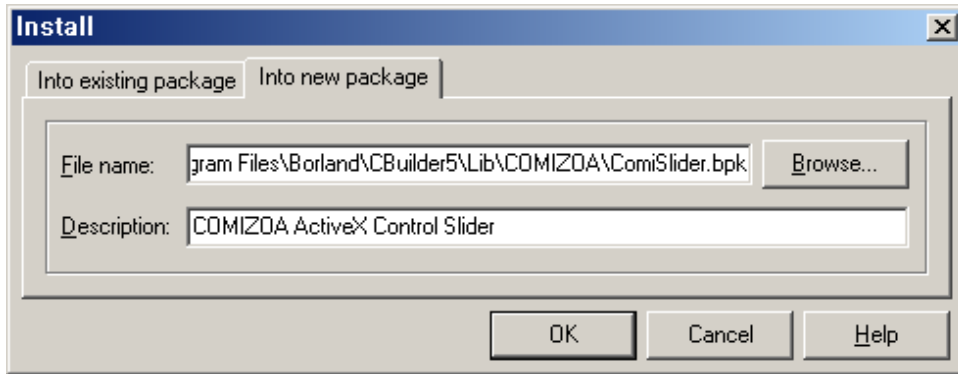 Install
Into existing package Into new package
File name: gram Files\Borland\CBuilder5\Lib\COMIZOA\ComiSlider.bpk Browse...
Description: COMIZOA ActiveX Control Slider
OK Cancel Help